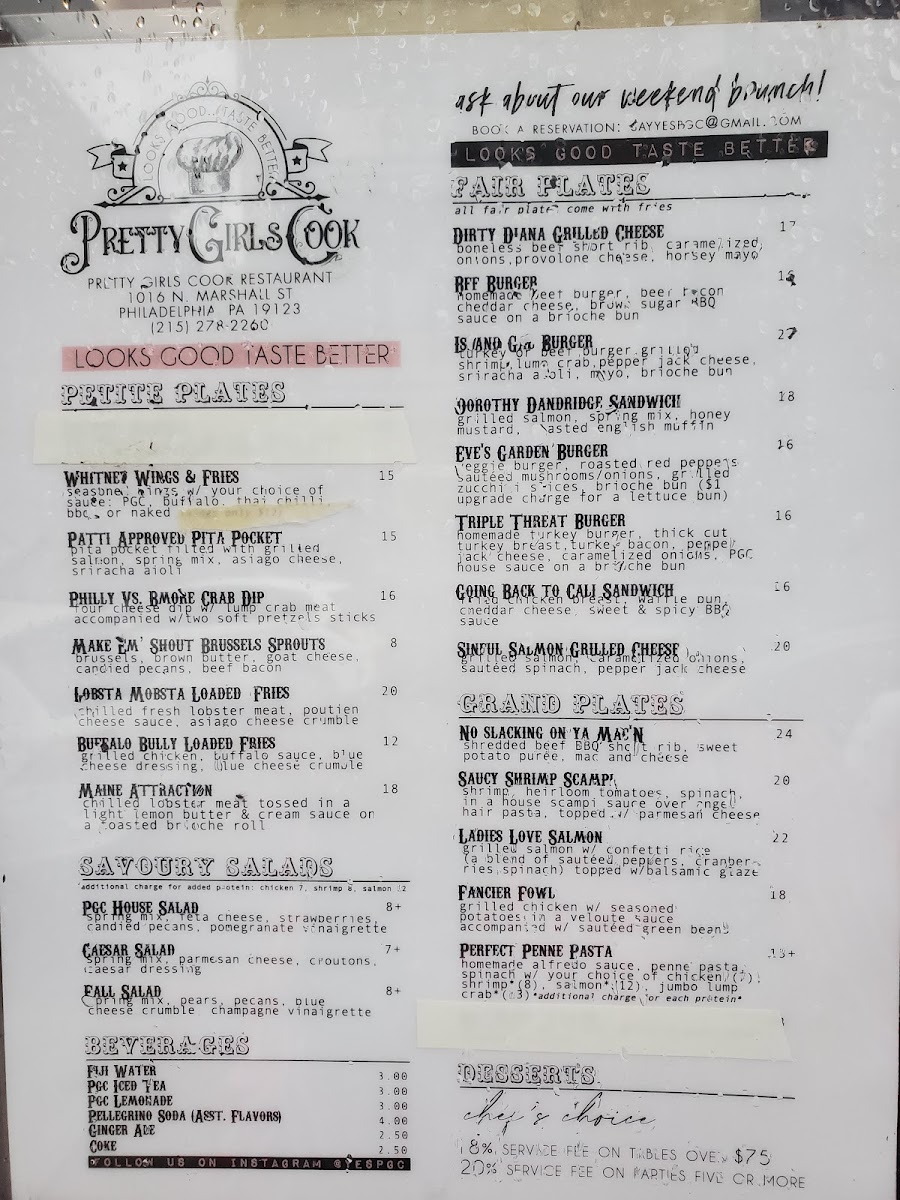 LOOKS GOOD...TASTE BETTER
PRETTY GIRLS COOK
PRETTY GIRLS COOK RESTAURANT
1016 N. MARSHALL ST
PHILADELPHIA PA 19123
(215) 278-2260
LOOKS GOOD TASTE BETTER
PETITE PLATES
WHITNEY WINGS & FRIES 15
seasoned wings w/ your choice of
sauce: PGC, buffalo, thai chilli
bbq, or naked
PATTI APPROVED PITA POCKET 15
pita pocket filled with grilled
salmon, spring mix, asiago cheese,
sriracha aioli
PHILLY VS. BMORE CRAB DIP 16
four cheese dip w/ lump crab meat
accompanied w/two soft pretzels sticks
MAKE EM' SHOUT BRUSSELS SPROUTS 8
brussels, brown butter, goat cheese,
candied pecans, beef bacon
LOBSTA MOBSTA LOADED FRIES 20
chilled fresh lobster meat, poutien
cheese sauce, asiago cheese crumble
BUFFALO BULLY LOADED FRIES 12
grilled chicken, buffalo sauce, blue
cheese dressing, blue cheese crumble
MAINE ATTRACTION 18
chilled lobster meat tossed in a
light lemon butter & cream sauce on
a toasted brioche roll
SAVOURY SALADS
*additional charge for added protein: chicken 7, shrimp 8, salmon 12
PGC HOUSE SALAD 8+
spring mix, feta cheese, strawberries,
candied pecans, pomegranate vinaigrette
CAESAR SALAD 7+
spring mix, parmesan cheese, croutons,
caesar dressing
FALL SALAD 8+
spring mix, pears, pecans, blue
cheese crumble champagne vinaigrette
BEVERAGES
FIJI WATER 3.00
PGC ICED TEA 3.00
PGC LEMONADE 3.00
PELLEGRINO SODA (ASST. FLAVORS) 4.00
GINGER ALE 2.50
COKE 2.50
FOLLOW US ON INSTAGRAM @YESPGC
ask about our weekend brunch!
BOOK A RESERVATION: SAYYESPGC@GMAIL.COM
LOOKS GOOD TASTE BETTER
FAIR PLATES
all fair plates come with fries
DIRTY DIANA GRILLED CHEESE 17
boneless beef short rib, caramelized
onions,provolone cheese, horsey mayo
BFF BURGER
homemade beef burger, beef bacon
cheddar cheese, brown sugar BBQ
sauce on a brioche bun
ISLAND GAL BURGER
turkey or beef burger,grilled
shrimp,lump crab,pepper jack cheese,
sriracha aioli, mayo, brioche bun
DOROTHY DANDRIDGE SANDWICH 18
grilled salmon, spring mix, honey
mustard, toasted english muffin
EVE'S GARDEN BURGER 16
veggie burger, roasted red peppers
sautéed mushrooms/onions, grilled
zucchini slices, brioche bun ($1
upgrade charge for a lettuce bun)
TRIPLE THREAT BURGER 16
homemade turkey burger, thick cut
turkey breast,turkey bacon, pepper
jack cheese, caramelized onions, PGC
house sauce on a brioche bun
GOING BACK TO CALI SANDWICH 16
fried chicken breast, waffle bun,
cheddar cheese, sweet & spicy BBQ
sauce
SINFUL SALMON GRILLED CHEESE 20
grilled salmon, caramelized onions,
sautéed spinach, pepper jack cheese
GRAND PLATES
NO SLACKING ON YA MAC'N 24
shredded beef BBQ short rib, sweet
potato purée, mac and cheese
SAUCY SHRIMP SCAMPI 20
shrimp, heirloom tomatoes, spinach,
in a house scampi sauce over angel
hair pasta, topped w/ parmesan cheese
LADIES LOVE SALMON 22
grilled salmon w/ confetti rice
(a blend of sautéed peppers, cranber-
ries,spinach) topped w/balsamic glaze
FANCIER FOWL 18
grilled chicken w/ seasoned
potatoes in a veloute sauce
accompanied w/ sautéed green beans
PERFECT PENNE PASTA 13+
homemade alfredo sauce, penne pasta,
spinach w/ your choice of chicken*(7),
shrimp*(8), salmon*(12), jumbo lump
crab*(13)*additional charge for each protein*
DESSERTS
chef's choice
18% SERVICE FEE ON TABLES OVER $75
20% SERVICE FEE ON PARTIES FIVE OR MORE